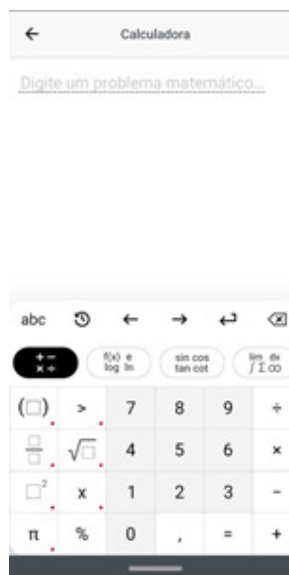 ← Calculadora
Digite um problema matemático...
abc ← → ↵
+ − × ÷ f(x) e log ln sin cos tan cot lim dx ∫ Σ ∞
(□) > 7 8 9 ÷
□/□ √□ 4 5 6 ×
□² x 1 2 3 −
π % 0 , = +